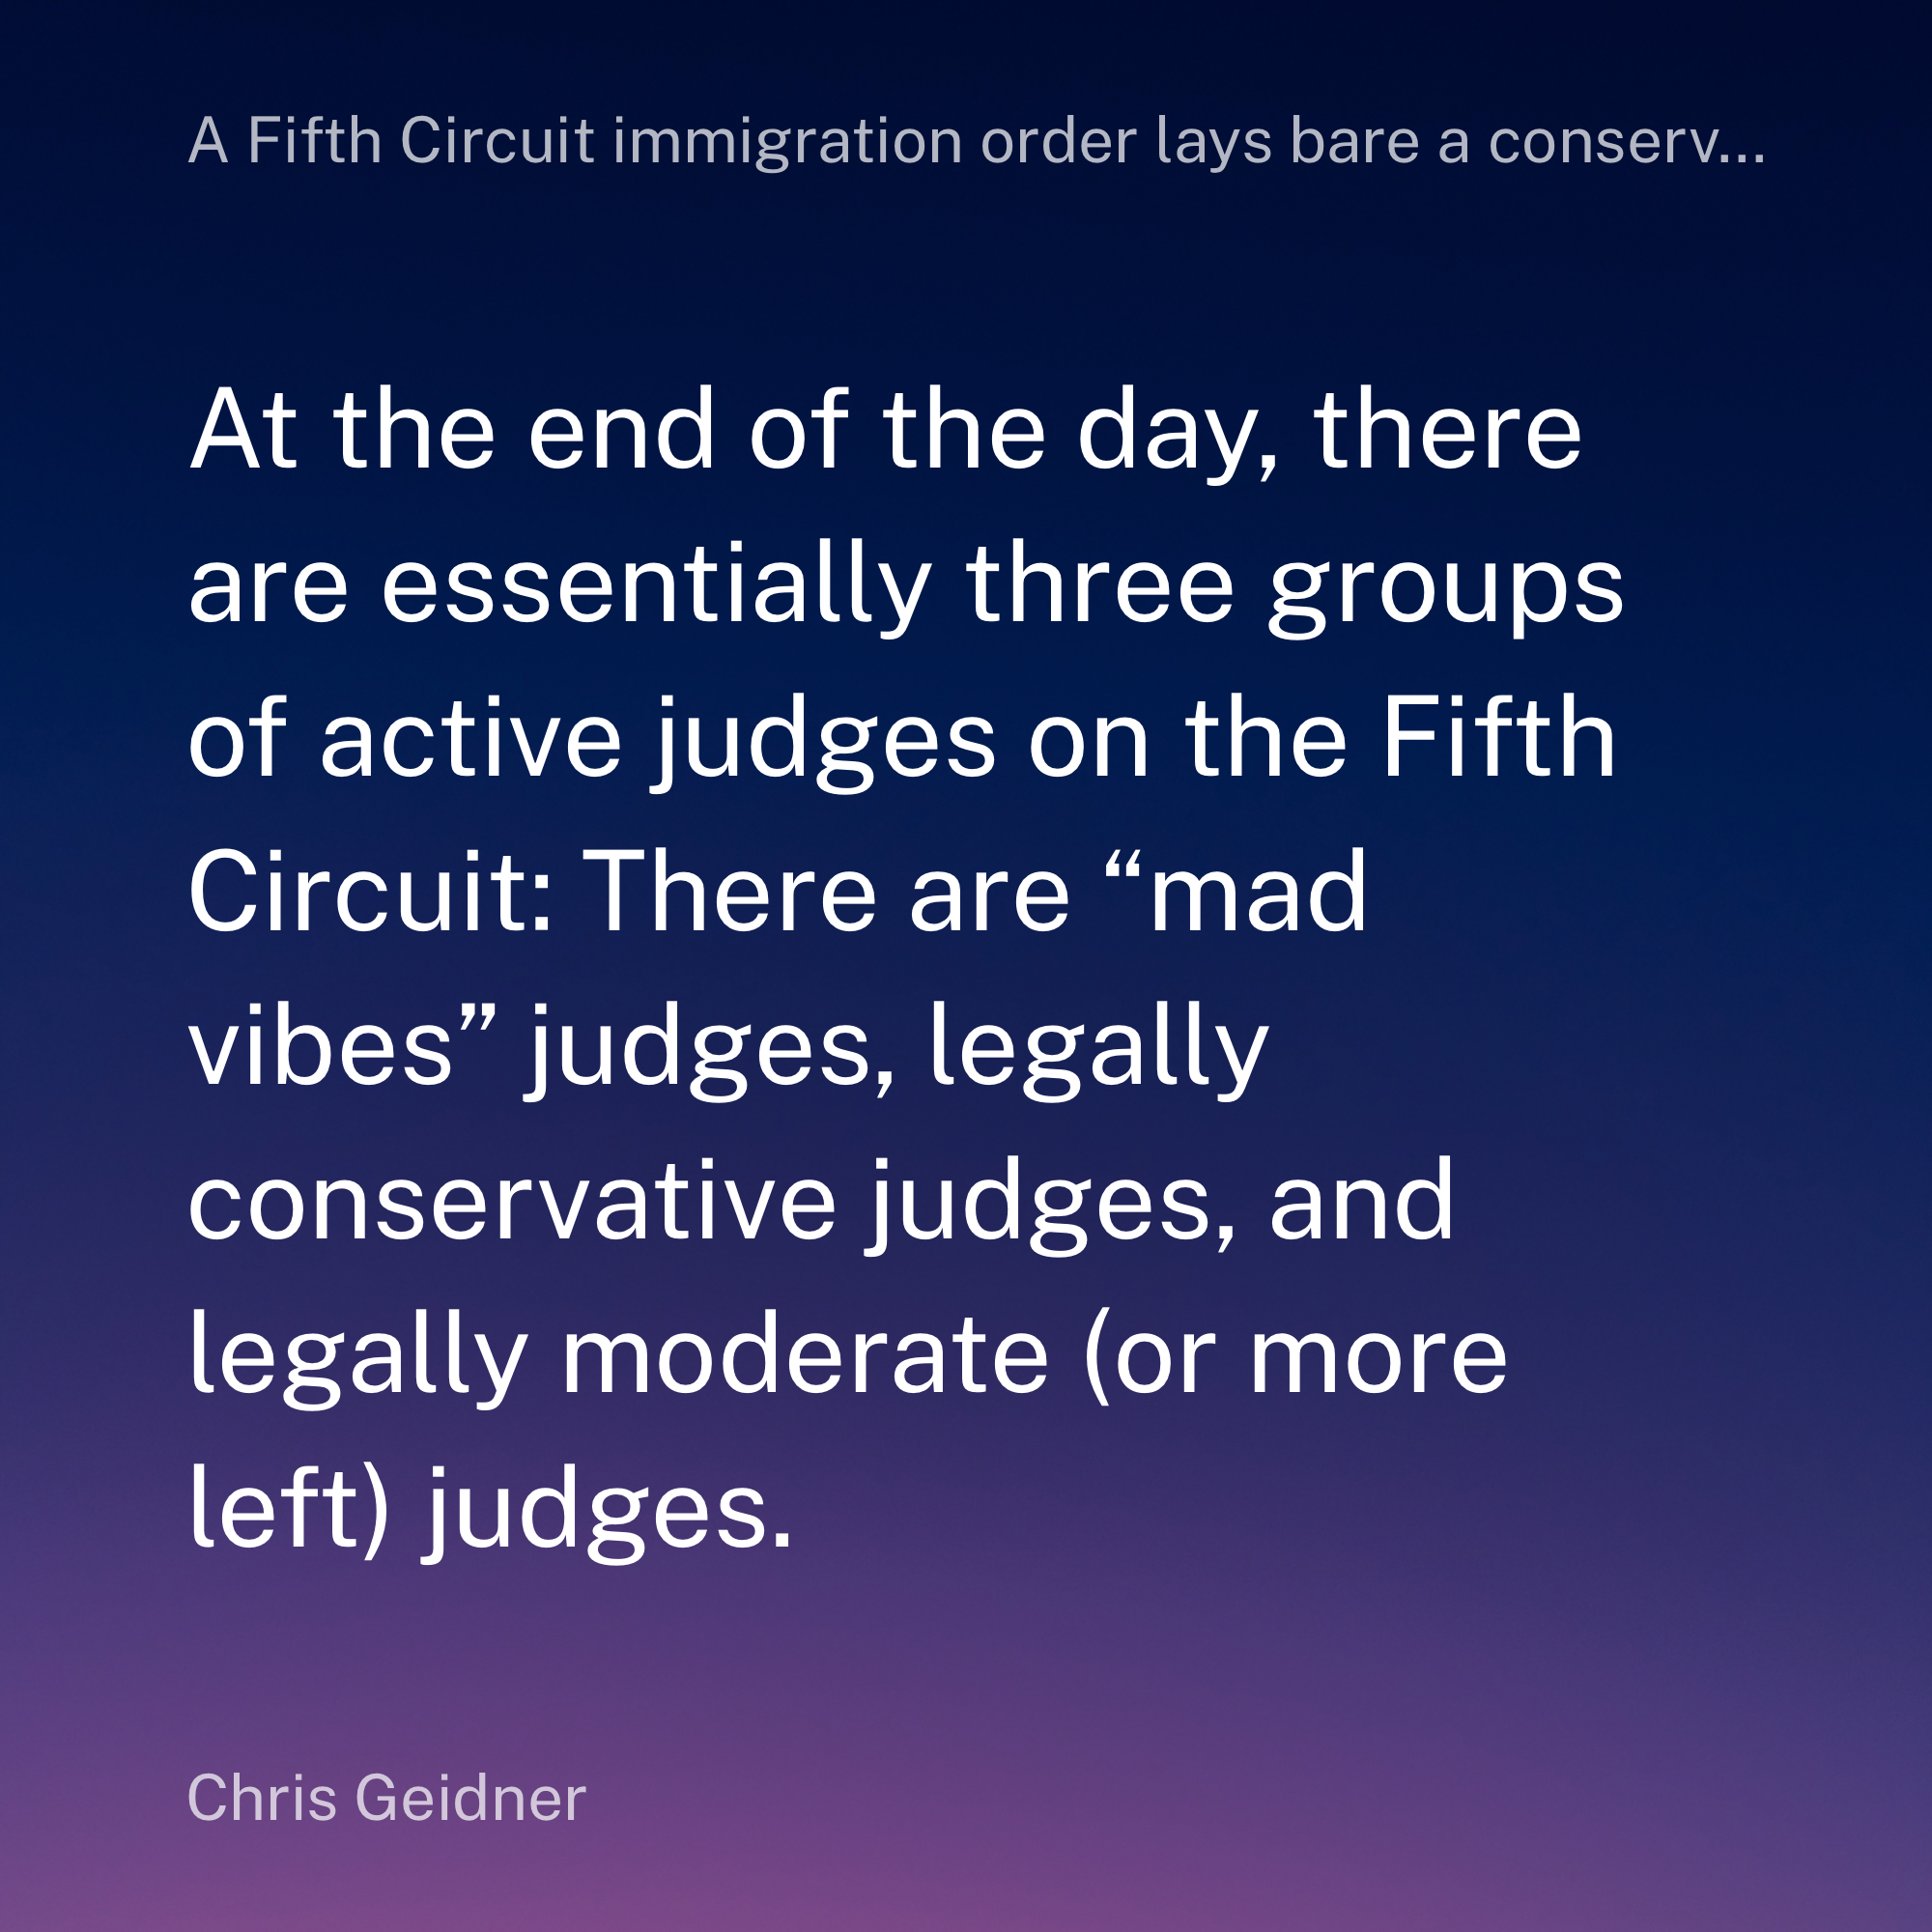 A Fifth Circuit immigration order lays bare a conserv...
At the end of the day, there
are essentially three groups
of active judges on the Fifth
Circuit: There are “mad
vibes” judges, legally
conservative judges, and
legally moderate (or more
left) judges.
Chris Geidner